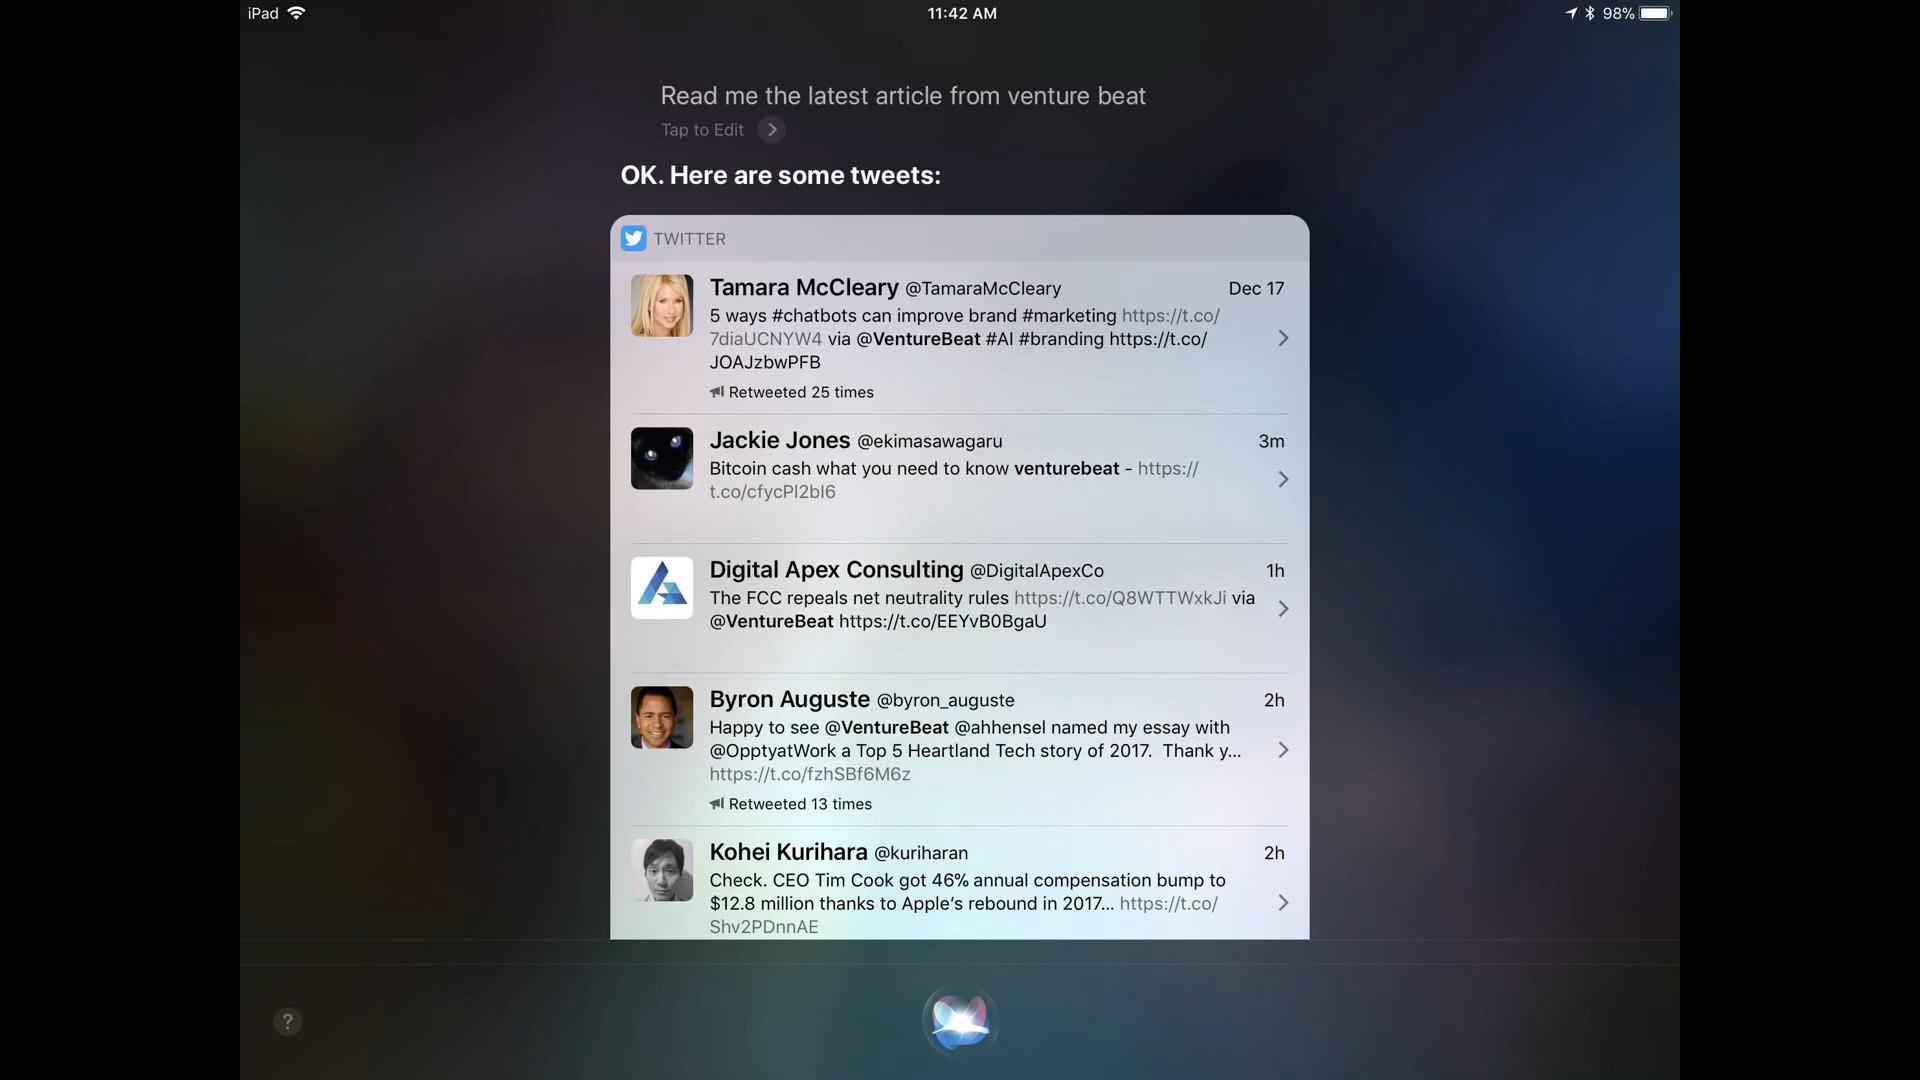 iPad
11:42 AM
98%
Read me the latest article from venture beat
Tap to Edit
OK. Here are some tweets:
TWITTER
Tamara McCleary @TamaraMcCleary Dec 17
5 ways #chatbots can improve brand #marketing https://t.co/
7diaUCNYW4 via @VentureBeat #AI #branding https://t.co/
JOAJzbwPFB
Retweeted 25 times
Jackie Jones @ekimasawagaru 3m
Bitcoin cash what you need to know venturebeat - https://
t.co/cfycPl2bI6
Digital Apex Consulting @DigitalApexCo 1h
The FCC repeals net neutrality rules https://t.co/Q8WTTWxkJi via
@VentureBeat https://t.co/EEYvB0BgaU
Byron Auguste @byron_auguste 2h
Happy to see @VentureBeat @ahhensel named my essay with
@OpptyatWork a Top 5 Heartland Tech story of 2017. Thank y...
https://t.co/fzhSBf6M6z
Retweeted 13 times
Kohei Kurihara @kuriharan 2h
Check. CEO Tim Cook got 46% annual compensation bump to
$12.8 million thanks to Apple’s rebound in 2017... https://t.co/
Shv2PDnnAE
?